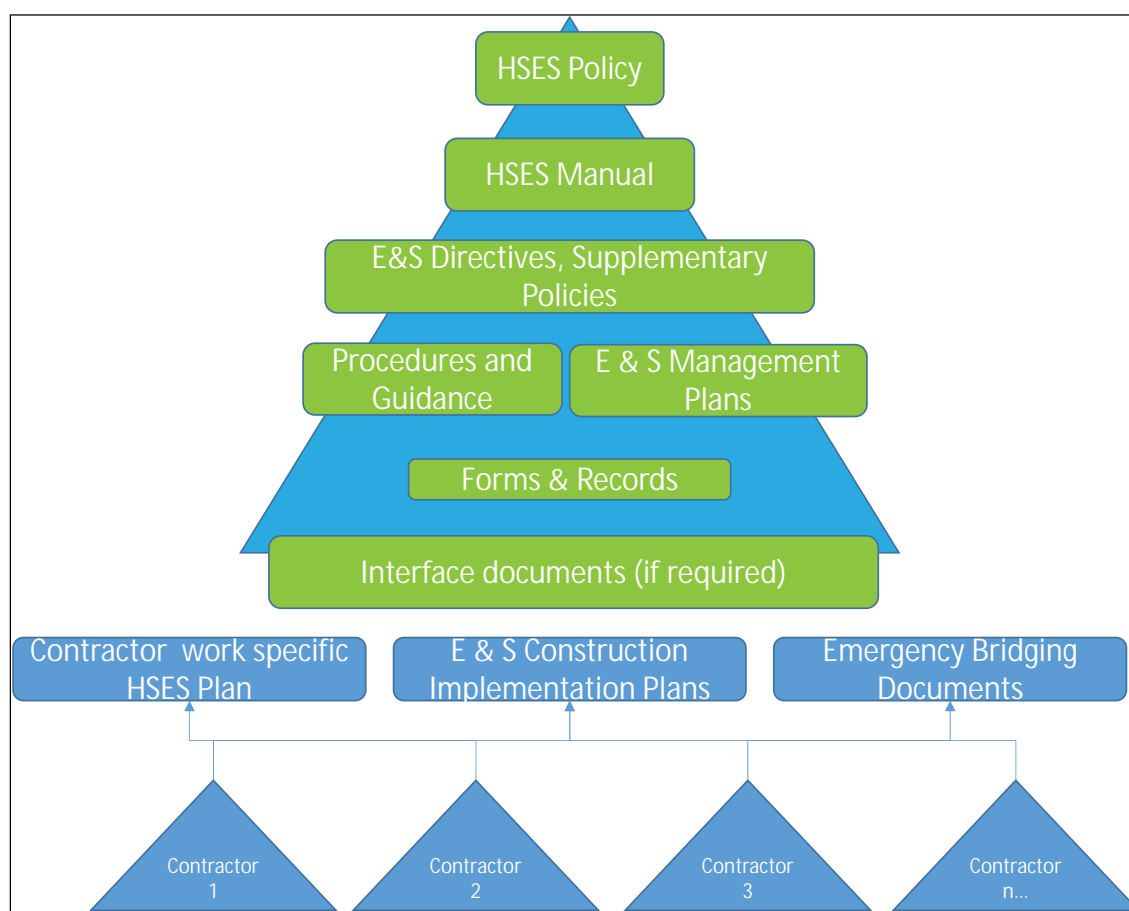 HSES Policy
HSES Manual
E&S Directives, Supplementary
Policies
Procedures and
Guidance
E & S Management
Plans
Forms & Records
Interface documents (if required)
Contractor work specific
HSES Plan
E & S Construction
Implementation Plans
Emergency Bridging
Documents
Contractor
1
Contractor
2
Contractor
3
Contractor
n...